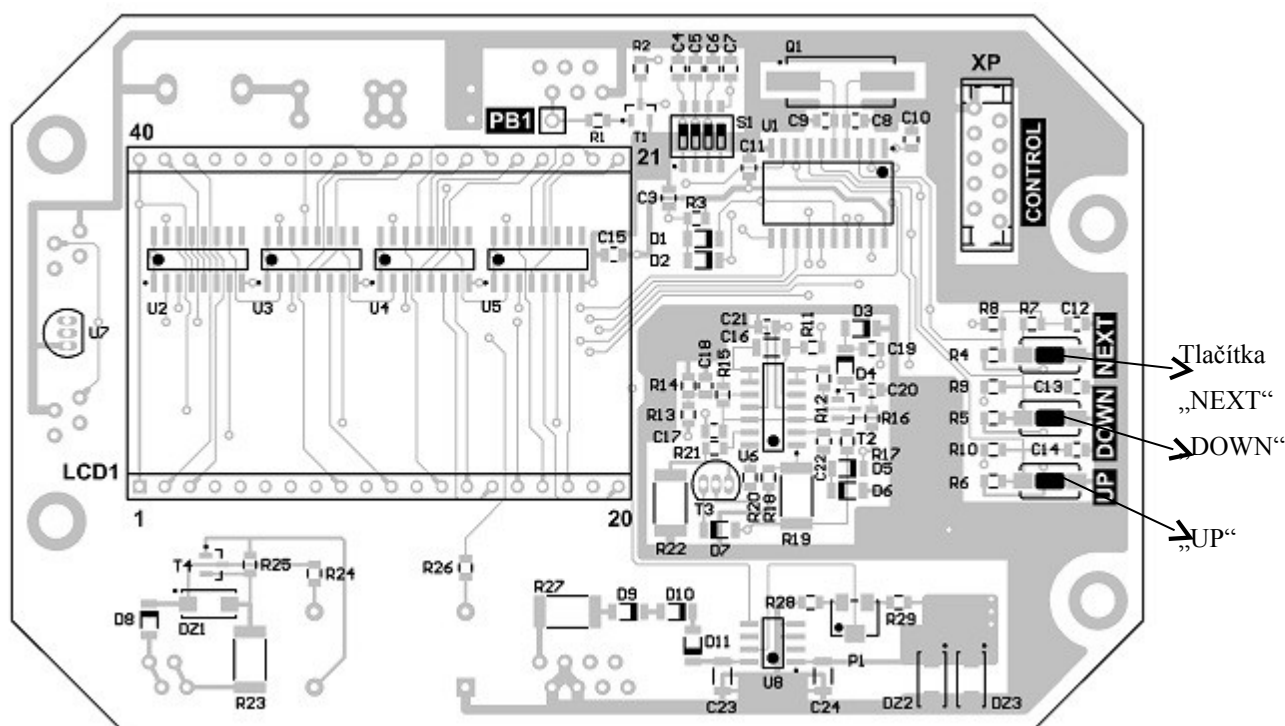 R2
C4
C5
C6
C7
Q1
XP
PB1
R1
T1
S1
C9
C8
C10
U1
CONTROL
40
21
C11
C3
R3
D1
D2
C15
U2
U3
U4
U5
U7
C21
C16
R11
D3
R8
R7
C12
NEXT
C18
R15
C19
R4
Tlačítka
„NEXT“
R14
D4
R12
C20
R9
C13
R13
R16
R5
DOWN
„DOWN“
C17
T2
R17
R21
U6
C22
D5
R10
C14
LCD1
R20
R18
D6
R6
UP
1
20
T3
D7
R22
R19
„UP“
T4
R25
R24
R26
R27
D9
D10
R28
R29
D8
DZ1
D11
P1
R23
C23
U8
C24
DZ2
DZ3